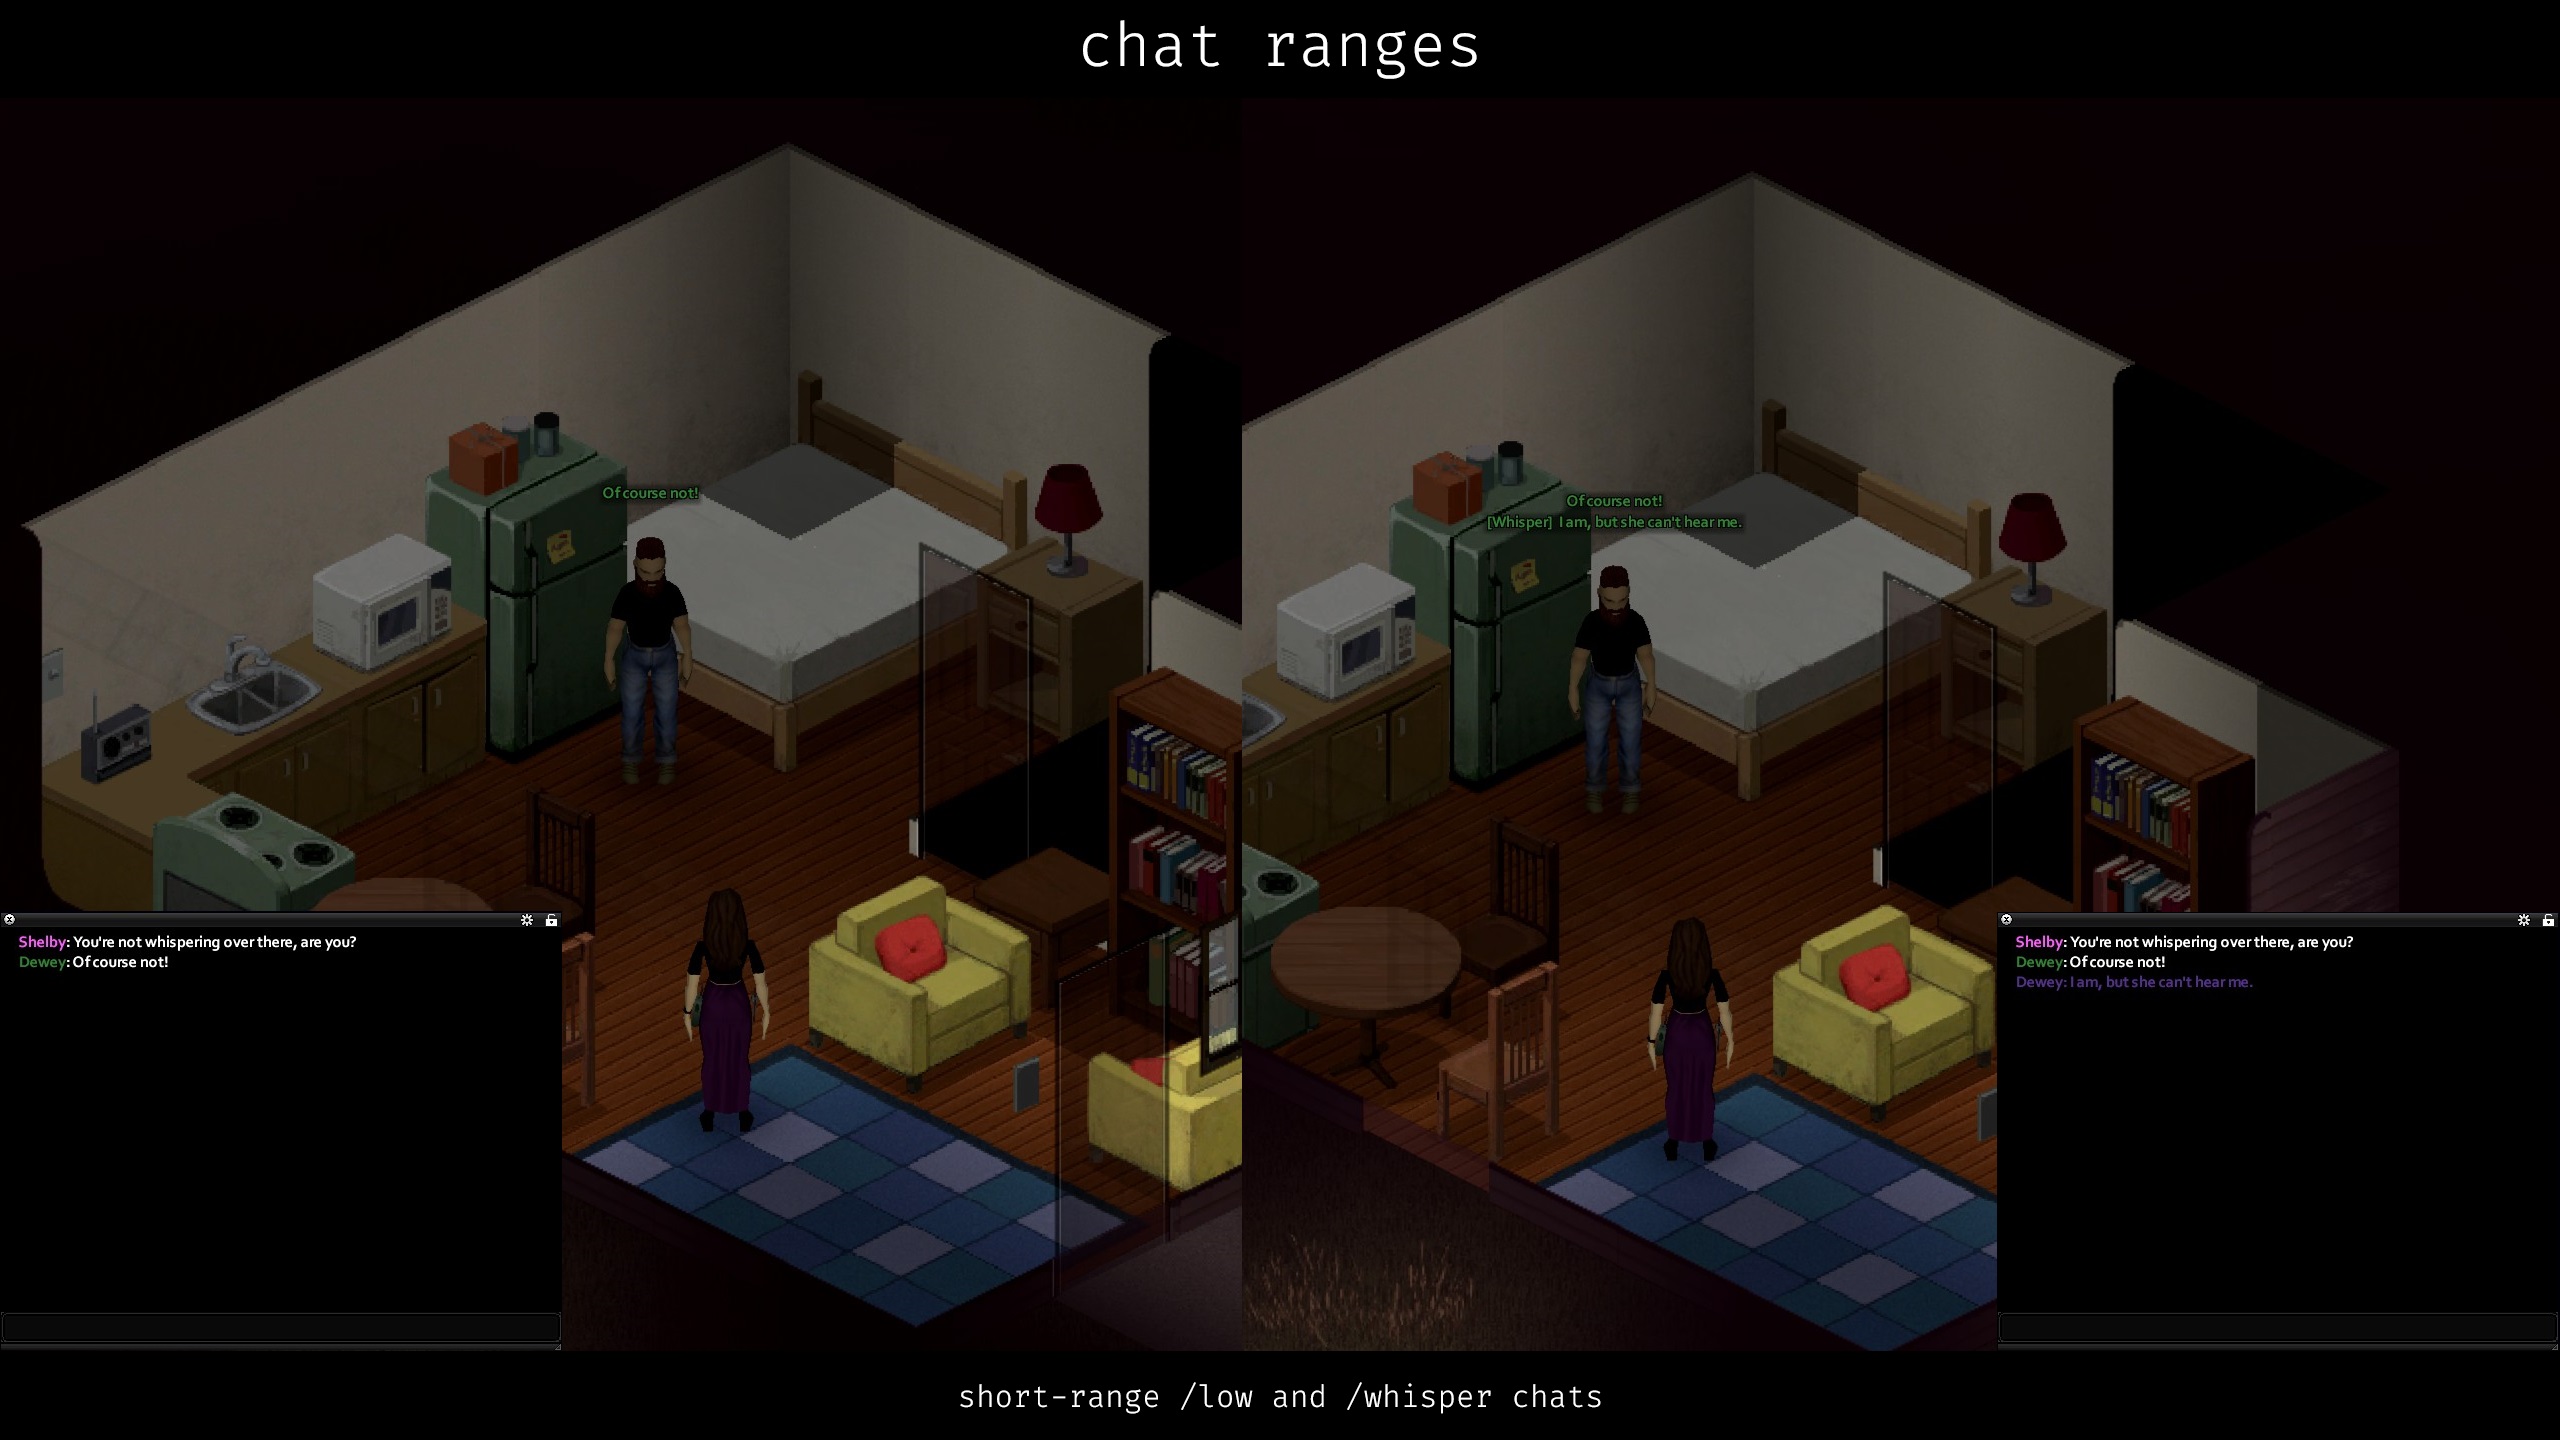 chat ranges
Of course not!
Shelby: You're not whispering over there, are you?
Dewey: Of course not!
Of course not!
[Whisper] I am, but she can't hear me.
Shelby: You're not whispering over there, are you?
Dewey: Of course not!
Dewey: I am, but she can't hear me.
short-range /low and /whisper chats